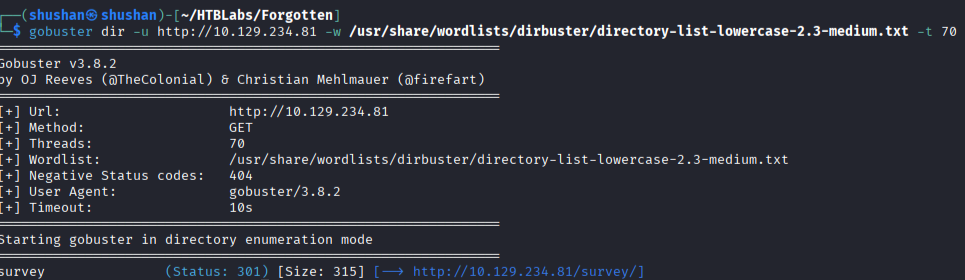 (shushan㉿shushan)-[~/HTBLabs/Forgotten]
$ gobuster dir -u http://10.129.234.81 -w /usr/share/wordlists/dirbuster/directory-list-lowercase-2.3-medium.txt -t 70
Gobuster v3.8.2
by OJ Reeves (@TheColonial) & Christian Mehlmauer (@firefart)
[+] Url: http://10.129.234.81
[+] Method: GET
[+] Threads: 70
[+] Wordlist: /usr/share/wordlists/dirbuster/directory-list-lowercase-2.3-medium.txt
[+] Negative Status codes: 404
[+] User Agent: gobuster/3.8.2
[+] Timeout: 10s
Starting gobuster in directory enumeration mode
survey (Status: 301) [Size: 315] [--> http://10.129.234.81/survey/]